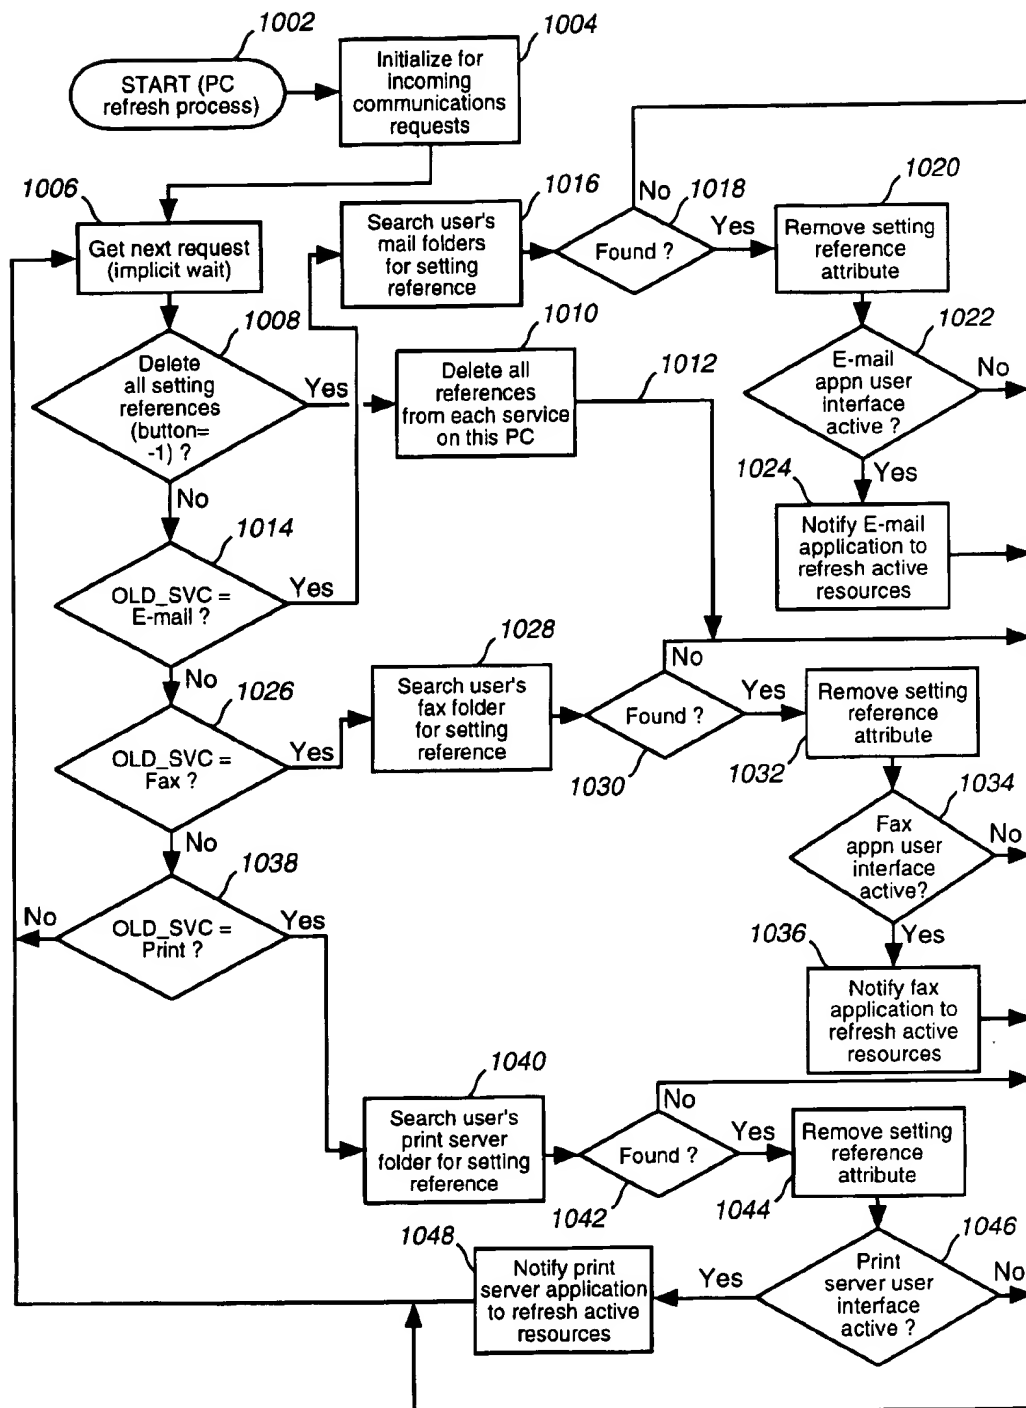 1002
START (PC
refresh process)
1004
Initialize for
incoming
communications
requests
1006
Get next request
(implicit wait)
1016
Search user's
mail folders
for setting
reference
No
1018
Found ?
Yes
1020
Remove setting
reference
attribute
1008
Delete
all setting
references
(button=
-1) ?
Yes
No
1010
Delete all
references
from each service
on this PC
1012
1022
E-mail
appn user
interface
active ?
No
Yes
1024
Notify E-mail
application to
refresh active
resources
1014
OLD_SVC =
E-mail ?
Yes
No
1026
OLD_SVC =
Fax ?
Yes
No
1028
Search user's
fax folder
for setting
reference
No
Found ?
1030
Yes
Remove setting
reference
attribute
1032
1034
Fax
appn user
interface
active?
No
Yes
1036
Notify fax
application to
refresh active
resources
1038
No
OLD_SVC =
Print ?
Yes
1040
Search user's
print server
folder for setting
reference
No
Found ?
1042
Yes
Remove setting
reference
attribute
1044
1046
Print
server user
interface
active ?
No
Yes
1048
Notify print
server application
to refresh active
resources